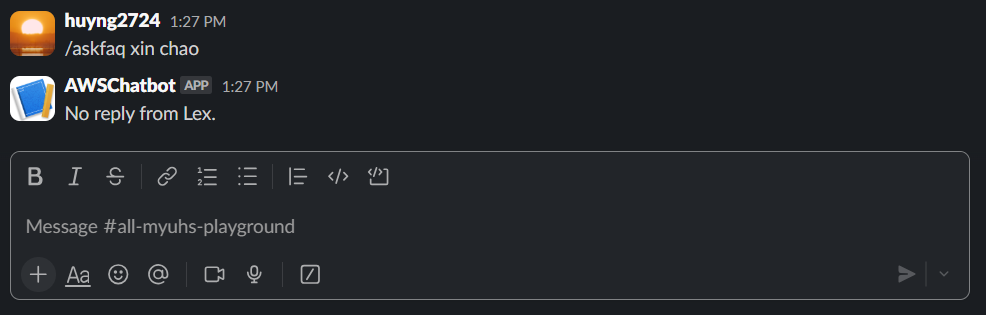 huyng2724 1:27 PM
/askfaq xin chao
AWSChatbot APP 1:27 PM
No reply from Lex.
Message #all-myuhs-playground
Aa